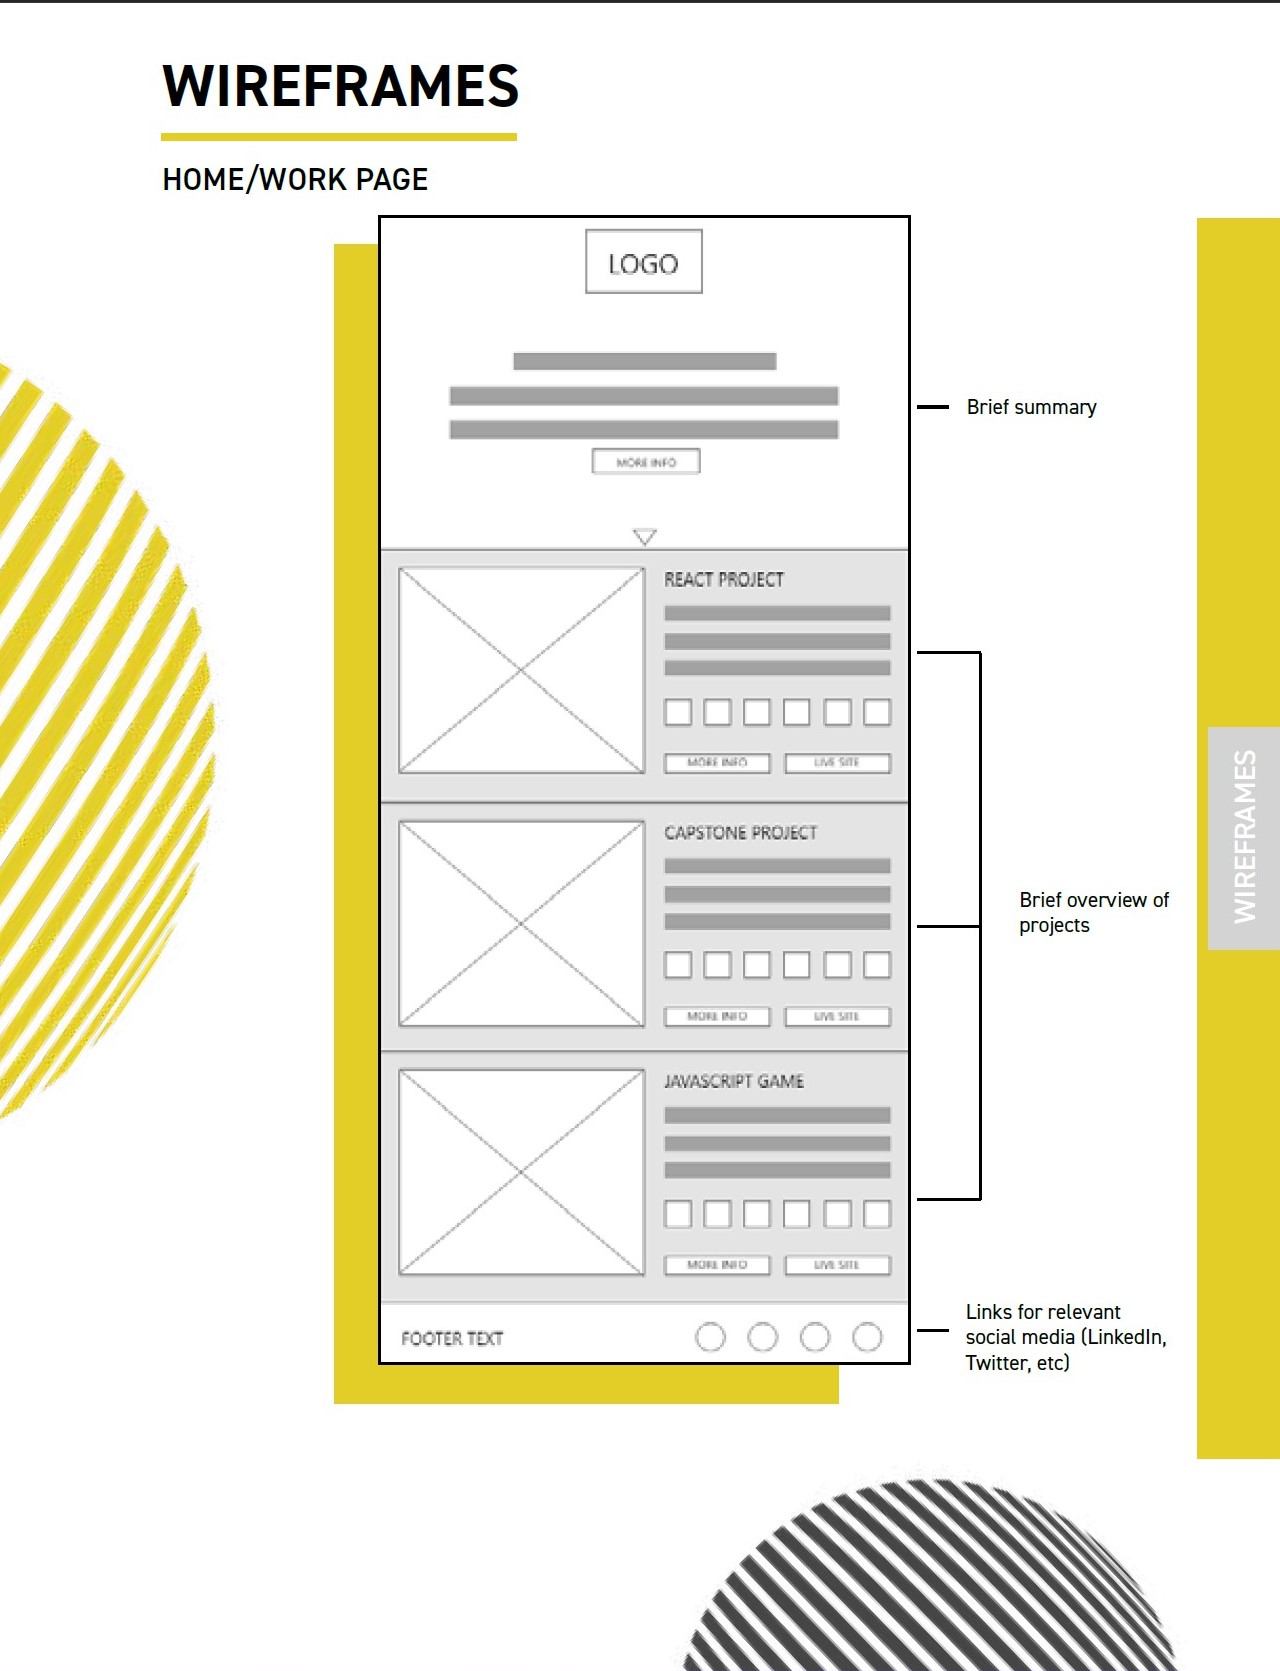 WIREFRAMES
HOME/WORK PAGE
LOGO
Brief summary
MORE INFO
REACT PROJECT
MORE INFO
LIVE SITE
CAPSTONE PROJECT
Brief overview of
projects
MORE INFO
LIVE SITE
JAVASCRIPT GAME
MORE INFO
LIVE SITE
FOOTER TEXT
Links for relevant
social media (LinkedIn,
Twitter, etc)
WIREFRAMES